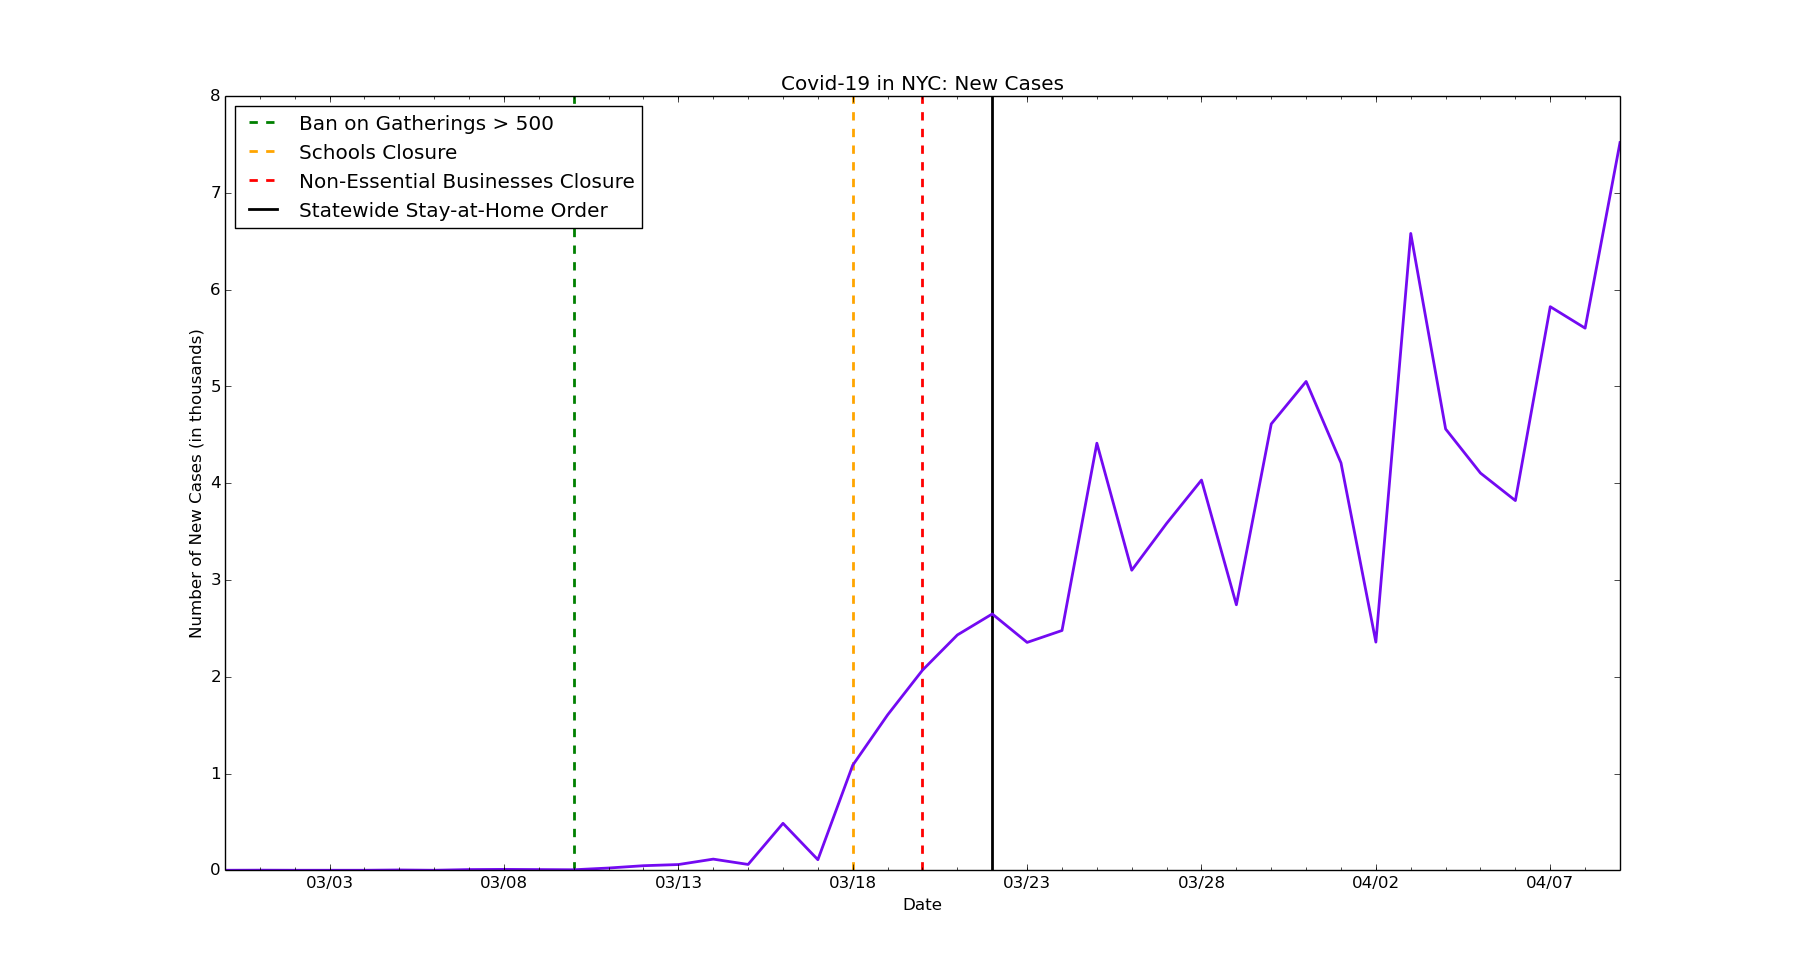 Covid-19 in NYC: New Cases
Ban on Gatherings > 500
Schools Closure
Non-Essential Businesses Closure
Statewide Stay-at-Home Order
Number of New Cases (in thousands)
8
7
6
5
4
3
2
1
0
03/03 03/08 03/13 03/18 03/23 03/28 04/02 04/07
Date